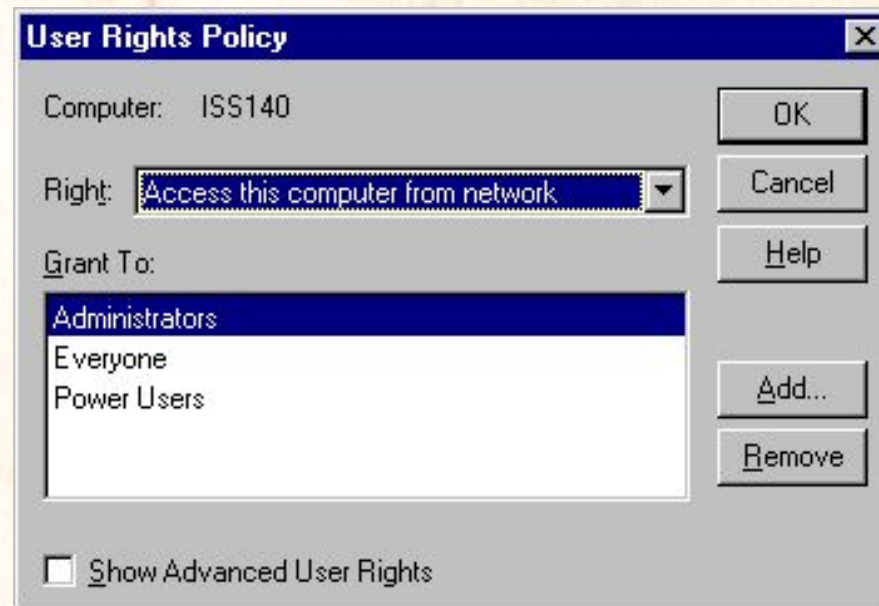 User Rights Policy
Computer: ISS140
Right: Access this computer from network
Grant To:
Administrators
Everyone
Power Users
Show Advanced User Rights
OK
Cancel
Help
Add...
Remove